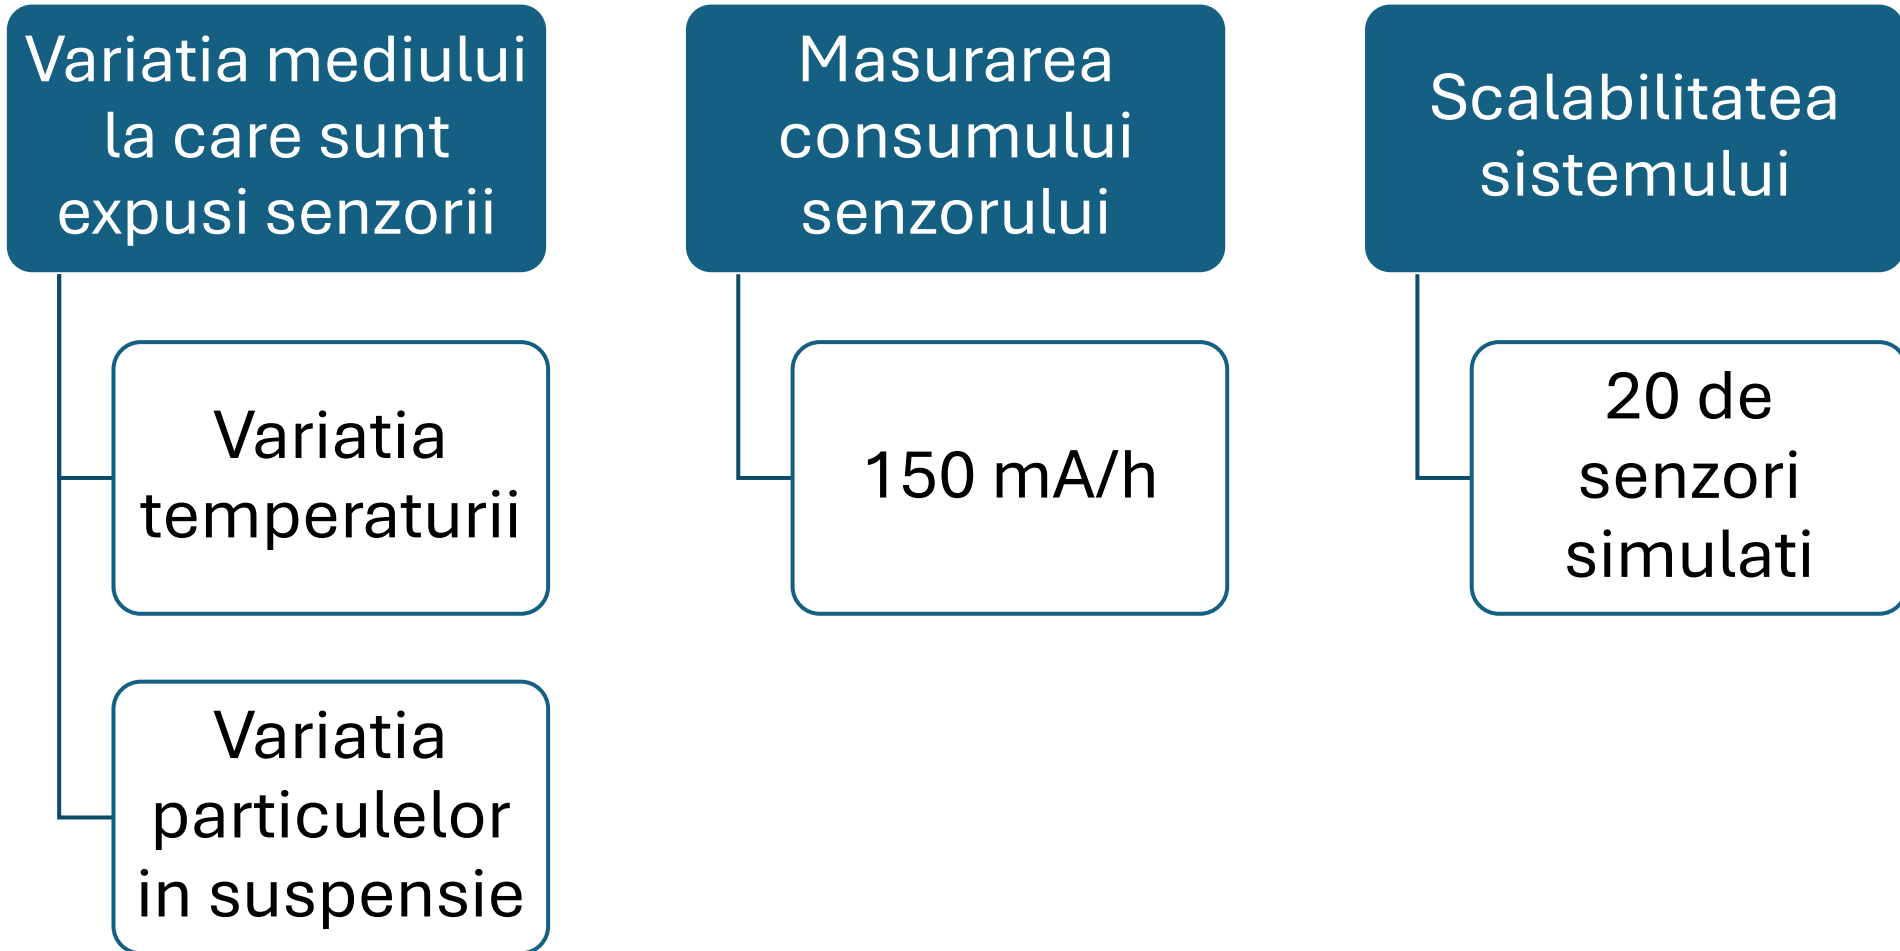 Variatia mediului
la care sunt
expusi senzorii
Variatia
temperaturii
Variatia
particulelor
in suspensie
Masurarea
consumului
senzorului
150 mA/h
Scalabilitatea
sistemului
20 de
senzori
simulati